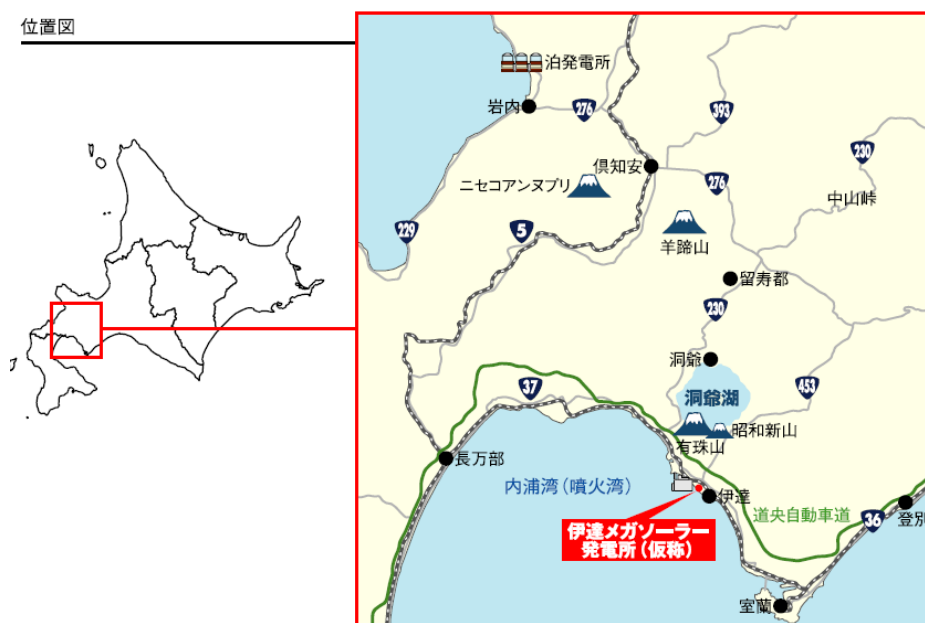 位置図
泊発電所
岩内
276
393
230
倶知安
ニセコアンヌプリ
276
中山峠
229
5
羊蹄山
留寿都
230
洞爺
37
453
洞爺湖
昭和新山
有珠山
長万部
内浦湾(噴火湾)
伊達
道央自動車道
36
登別
伊達メガソーラー
発電所(仮称)
室蘭